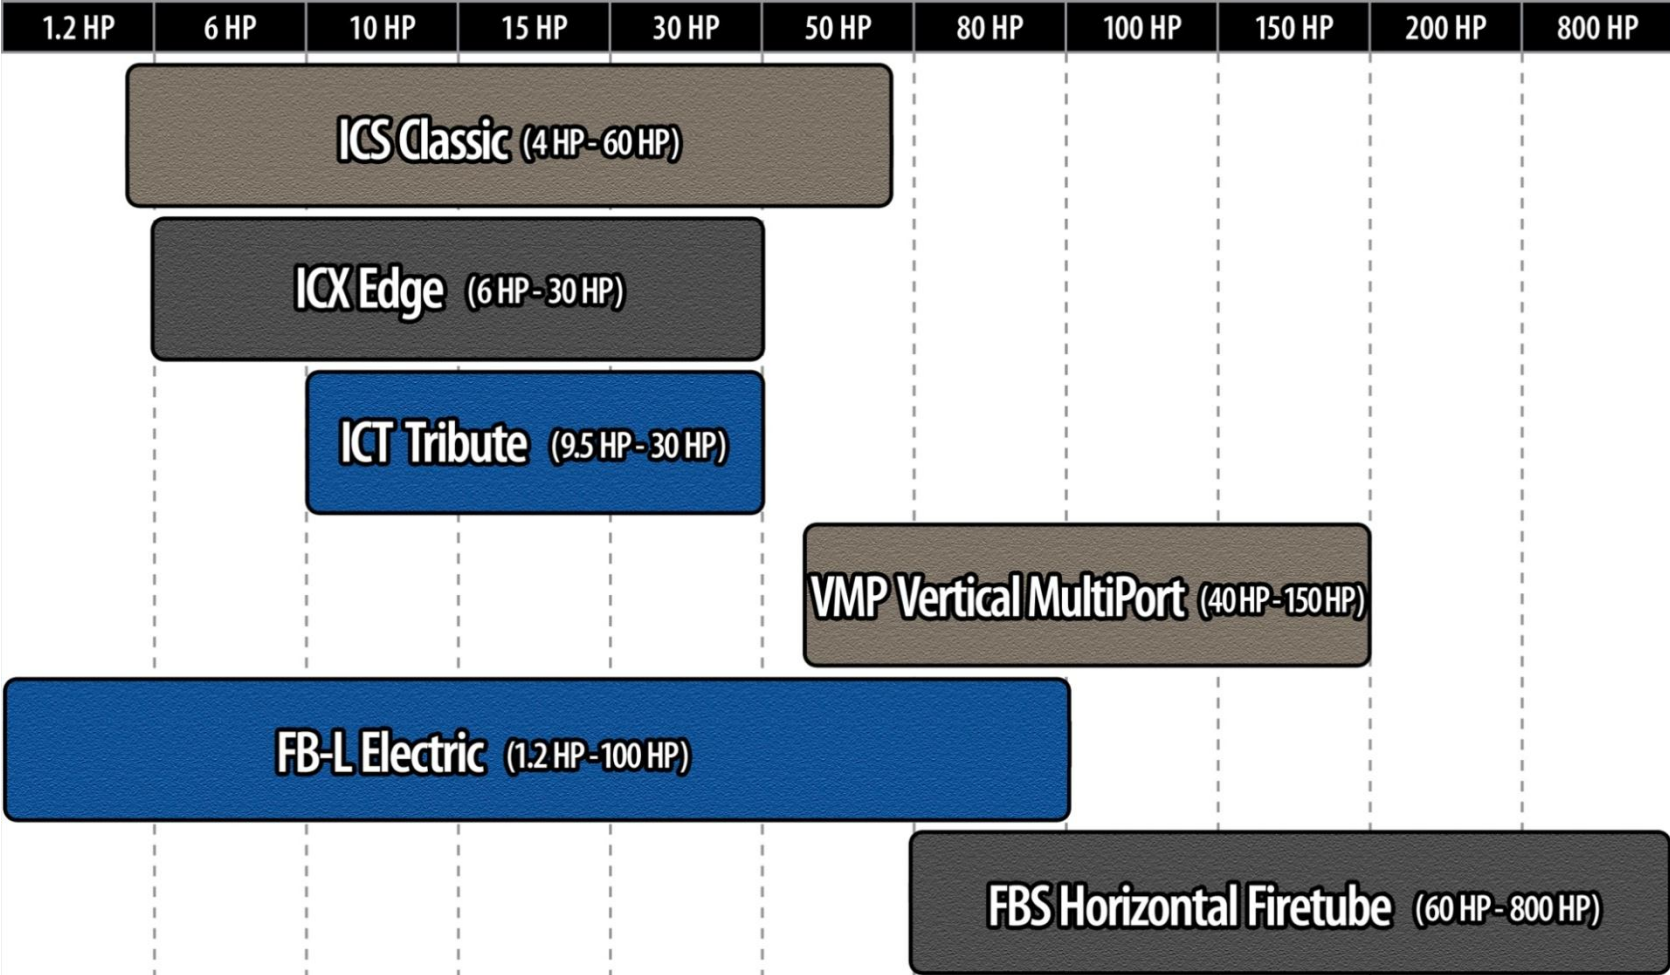 1.2 HP 6 HP 10 HP 15 HP 30 HP 50 HP 80 HP 100 HP 150 HP 200 HP 800 HP
ICS Classic (4 HP - 60 HP)
ICX Edge (6 HP - 30 HP)
ICT Tribute (9.5 HP - 30 HP)
VMP Vertical MultiPort (40 HP - 150 HP)
FB-L Electric (1.2 HP - 100 HP)
FBS Horizontal Firetube (60 HP - 800 HP)